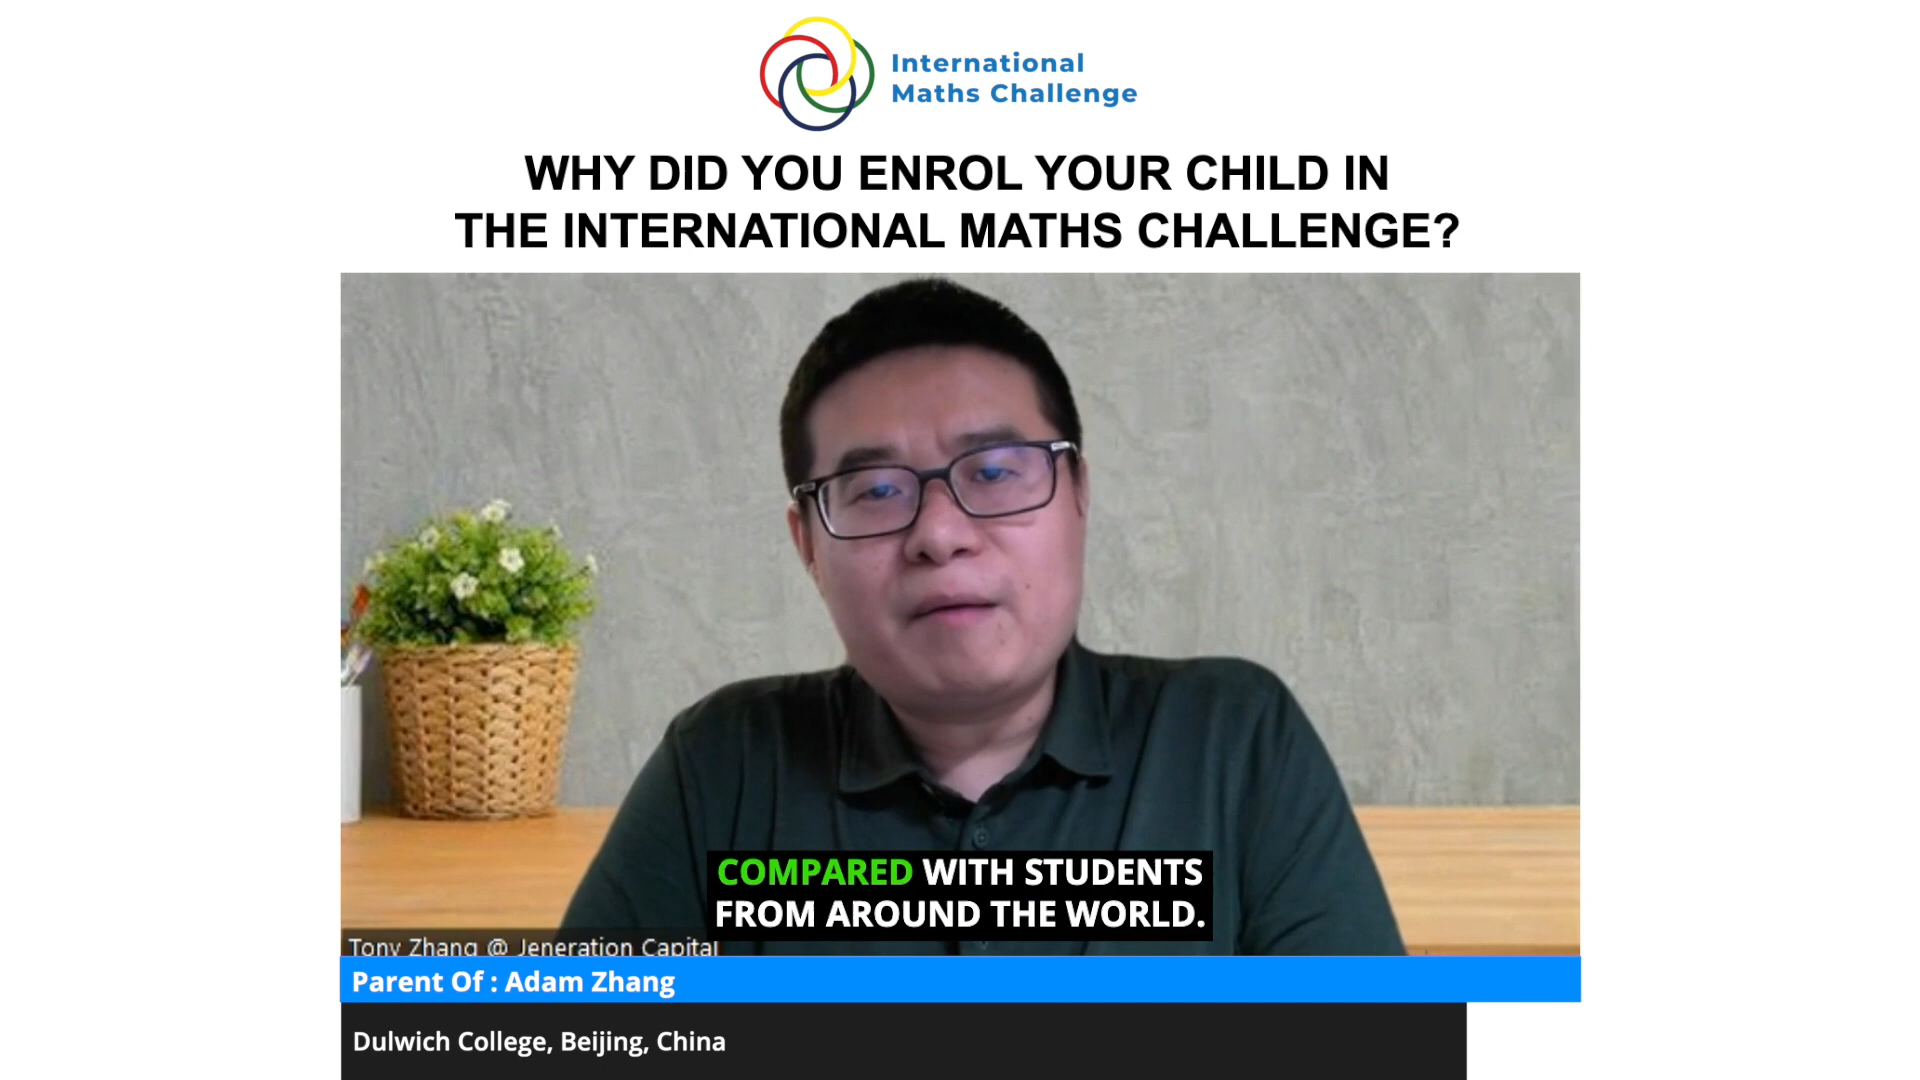 International
Maths Challenge
WHY DID YOU ENROL YOUR CHILD IN
THE INTERNATIONAL MATHS CHALLENGE?
COMPARED WITH STUDENTS
FROM AROUND THE WORLD.
Tony Zhang @ Jeneration Capital
Parent Of : Adam Zhang
Dulwich College, Beijing, China